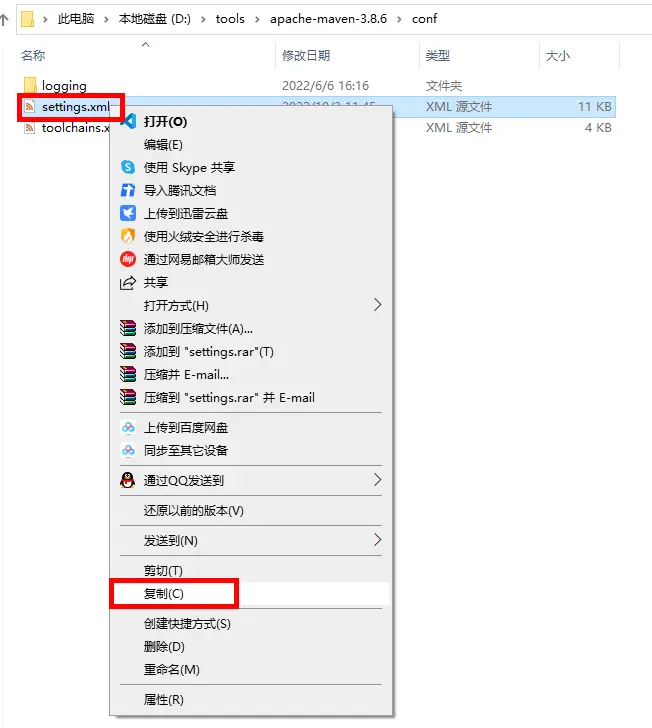 此电脑 › 本地磁盘 (D:) › tools › apache-maven-3.8.6 › conf
名称 修改日期 类型 大小
logging 2022/6/6 16:16 文件夹
settings.xml XML 源文件 11 KB
toolchains.x XML 源文件 4 KB
打开(O)
编辑(E)
使用 Skype 共享
导入腾讯文档
上传到迅雷云盘
使用火绒安全进行杀毒
通过网易邮箱大师发送
共享
打开方式(H)
添加到压缩文件(A)...
添加到 "settings.rar"(T)
压缩并 E-mail...
压缩到 "settings.rar" 并 E-mail
上传到百度网盘
同步至其它设备
通过QQ发送到
还原以前的版本(V)
发送到(N)
剪切(T)
复制(C)
创建快捷方式(S)
删除(D)
重命名(M)
属性(R)